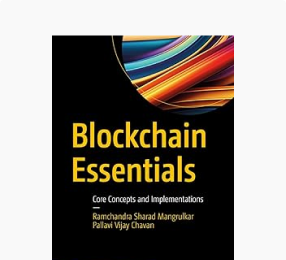 Blockchain
Essentials
Core Concepts and Implementations
Ramchandra Sharad Mangrulkar
Pallavi Vijay Chavan